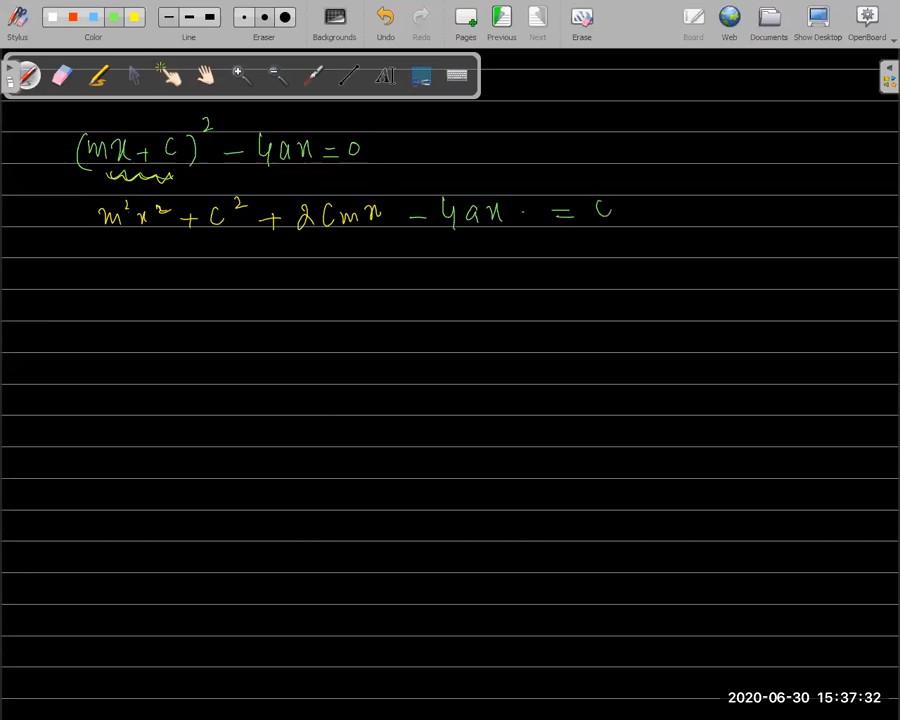 Stylus Color Line Eraser Backgrounds Undo Redo Pages Previous Next Erase Board Web Documents Show Desktop OpenBoard
(mx + c)² - 4ax = 0
m²x² + c² + 2cmx - 4ax · = 0
2020-06-30 15:37:32